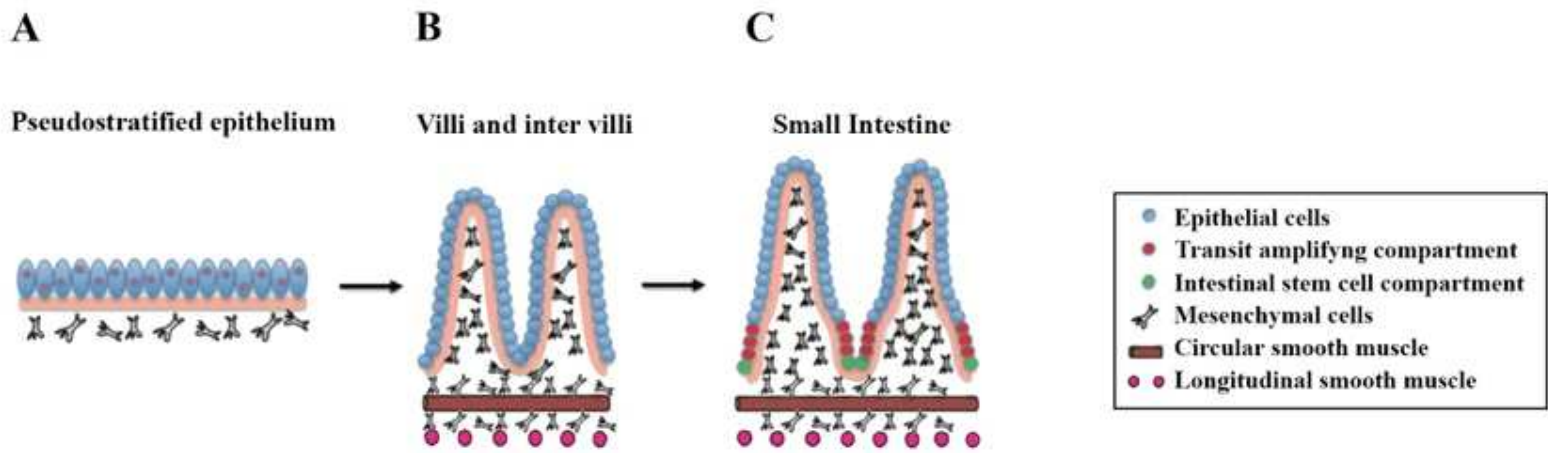 A
B
C
Pseudostratified epithelium
Villi and inter villi
Small Intestine
Epithelial cells
Transit amplifyng compartment
Intestinal stem cell compartment
Mesenchymal cells
Circular smooth muscle
Longitudinal smooth muscle